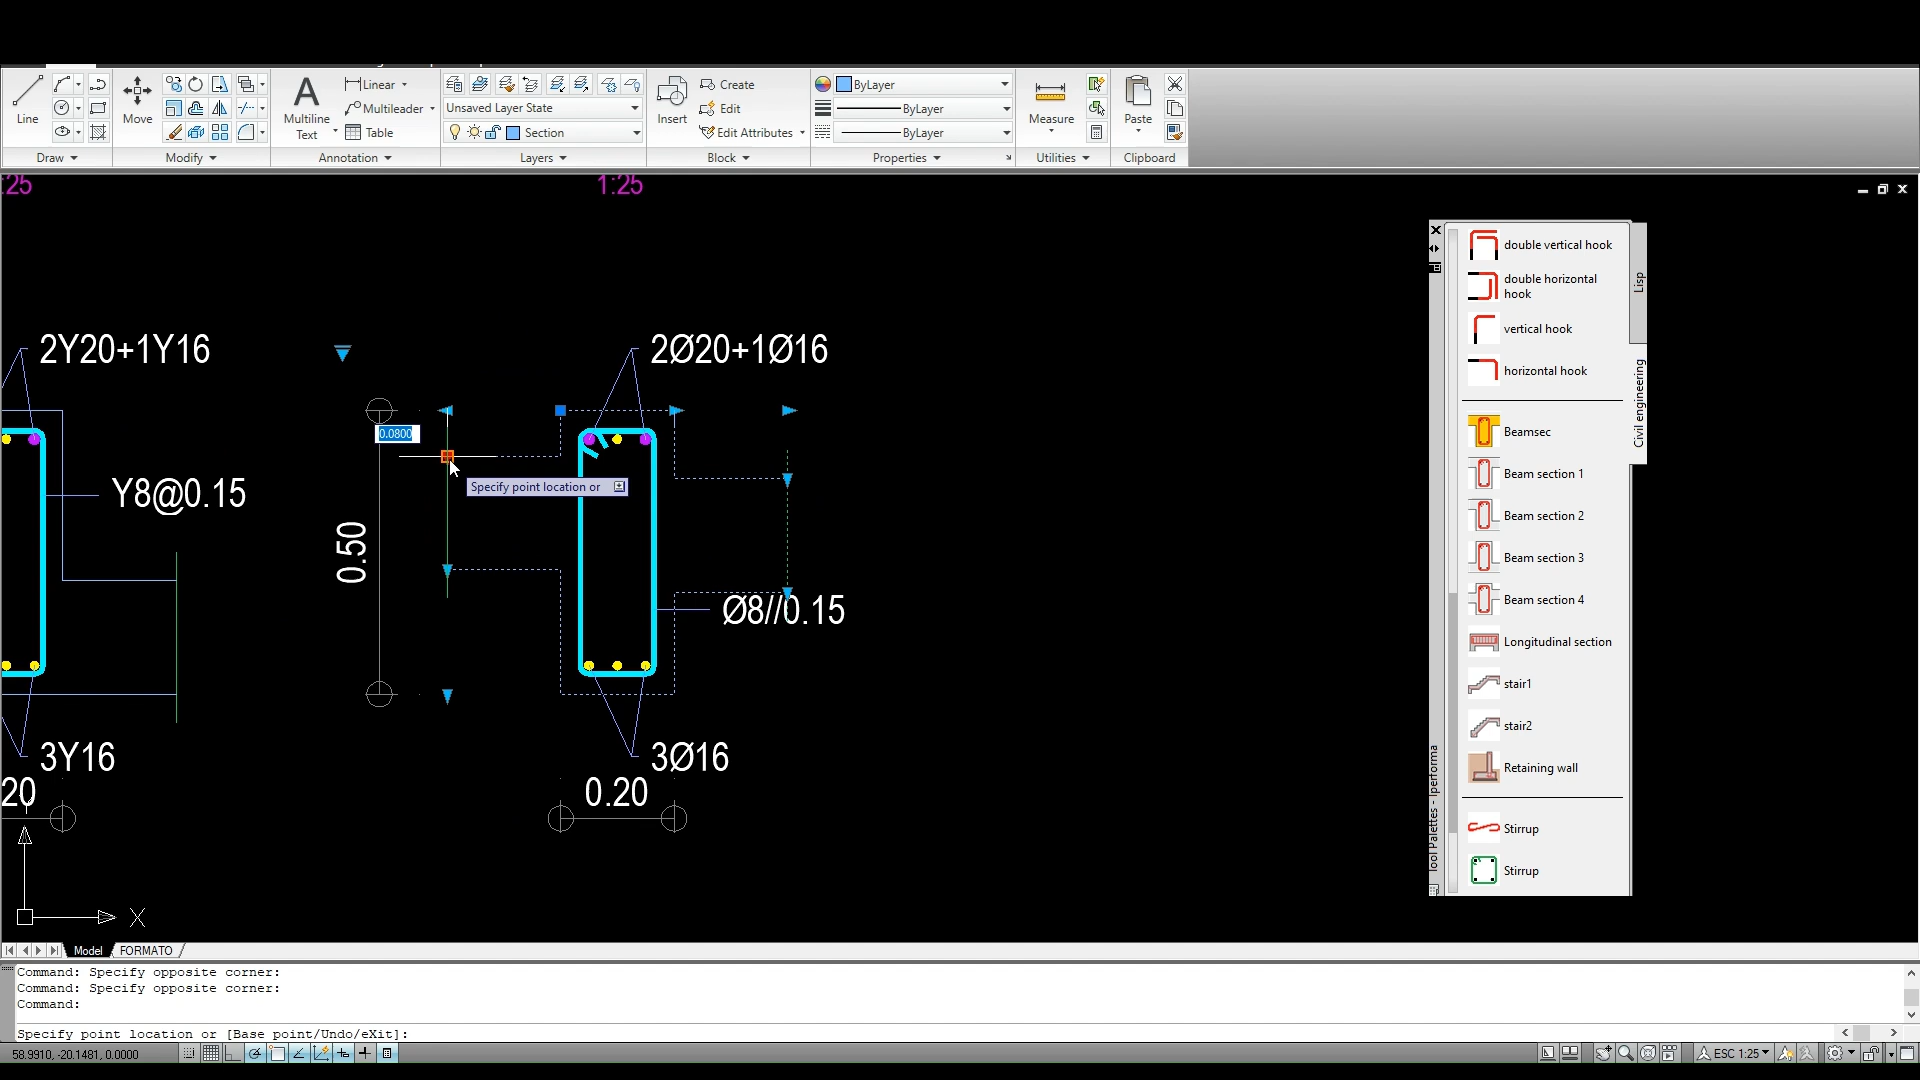 Line
Move
Multiline
Text
Linear
Multileader
Table
Unsaved Layer State
Section
Insert
Create
Edit
Edit Attributes
ByLayer
ByLayer
ByLayer
Measure
Paste
Draw
Modify
Annotation
Layers
Block
Properties
Utilities
Clipboard
:25
1:25
2Y20+1Y16
2Ø20+1Ø16
0.0800
Specify point location or
Y8@0.15
0.50
Ø8//0.15
3Y16
3Ø16
20
0.20
X
double vertical hook
double horizontal
hook
vertical hook
horizontal hook
Beamsec
Beam section 1
Beam section 2
Beam section 3
Beam section 4
Longitudinal section
stair1
stair2
Retaining wall
Stirrup
Stirrup
Lisp
Civil engineering
Tool Palettes - Iperforma
Model
FORMATO
Command: Specify opposite corner:
Command: Specify opposite corner:
Command:
Specify point location or [Base point/Undo/eXit]:
58.9910, -20.1481, 0.0000
ESC 1:25